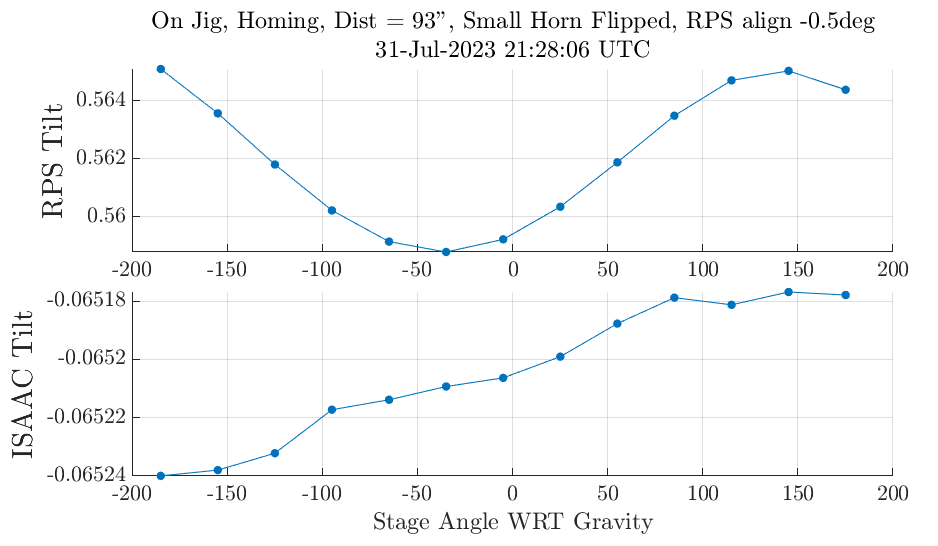 On Jig, Homing, Dist = 93", Small Horn Flipped, RPS align -0.5deg
31-Jul-2023 21:28:06 UTC
RPS Tilt
0.564
0.562
0.56
-200 -150 -100 -50 0 50 100 150 200
ISAAC Tilt
-0.06518
-0.0652
-0.06522
-0.06524
-200 -150 -100 -50 0 50 100 150 200
Stage Angle WRT Gravity